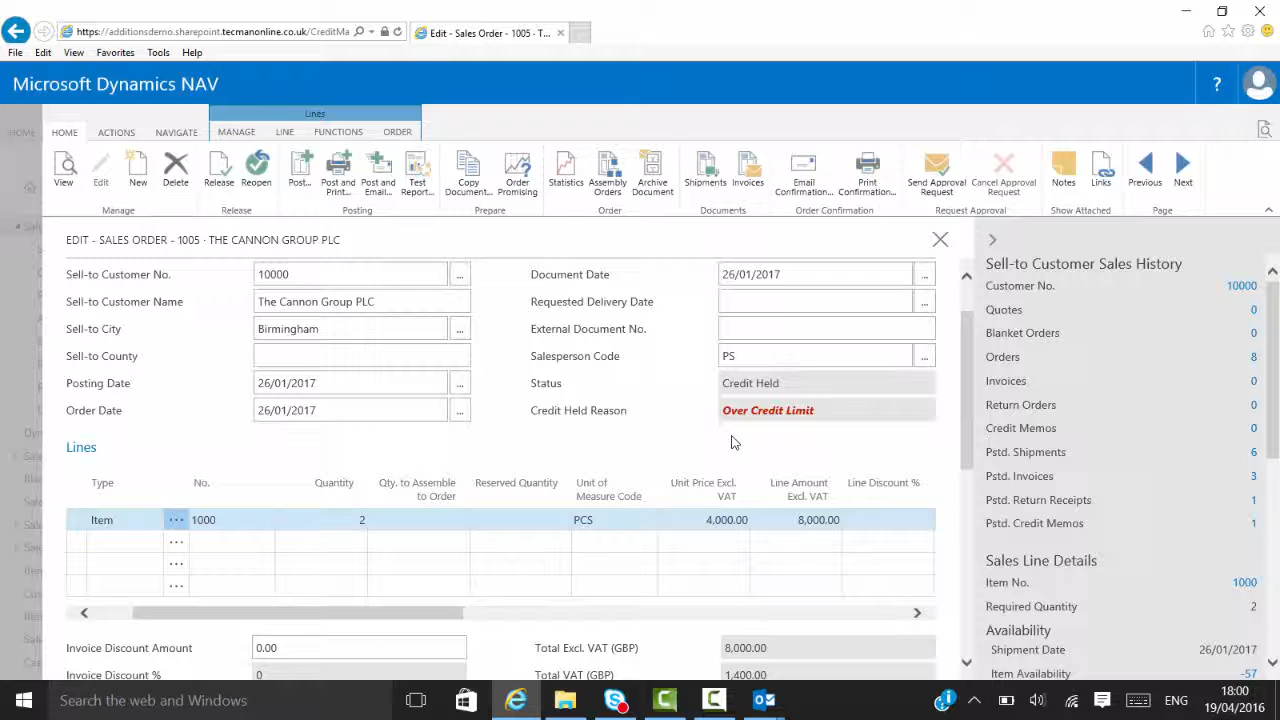 https://additionsdemo.sharepoint.tecmanonline.co.uk/CreditMa
Edit - Sales Order - 1005 - T...
File Edit View Favorites Tools Help
Microsoft Dynamics NAV
?
Lines
HOME HOME ACTIONS NAVIGATE MANAGE LINE FUNCTIONS ORDER
View Edit New Delete Release Reopen Post... Post and Print... Post and Email... Test Report... Copy Document... Order Promising Statistics Assembly Orders Archive Document Shipments Invoices Email Confirmation... Print Confirmation... Send Approval Request Cancel Approval Request Notes Links Previous Next
Manage Release Posting Prepare Order Documents Order Confirmation Request Approval Show Attached Page
EDIT - SALES ORDER - 1005 · THE CANNON GROUP PLC
Sell-to Customer No. 10000 ... Document Date 26/01/2017 ...
Sell-to Customer Name The Cannon Group PLC Requested Delivery Date ...
Sell-to City Birmingham ... External Document No.
Sell-to County Salesperson Code PS ...
Posting Date 26/01/2017 ... Status Credit Held
Order Date 26/01/2017 ... Credit Held Reason Over Credit Limit
Lines
Type No. Quantity Qty. to Assemble to Order Reserved Quantity Unit of Measure Code Unit Price Excl. VAT Line Amount Excl. VAT Line Discount %
Item ... 1000 2 PCS 4,000.00 8,000.00
...
...
...
Invoice Discount Amount 0.00 Total Excl. VAT (GBP) 8,000.00
Invoice Discount % 0 Total VAT (GBP) 1,400.00
Sell-to Customer Sales History
Customer No. 10000
Quotes 0
Blanket Orders 0
Orders 8
Invoices 0
Return Orders 0
Credit Memos 0
Pstd. Shipments 6
Pstd. Invoices 3
Pstd. Return Receipts 1
Pstd. Credit Memos 1
Sales Line Details
Item No. 1000
Required Quantity 2
Availability
Shipment Date 26/01/2017
Item Availability -57
Search the web and Windows
ENG
18:00
19/04/2016